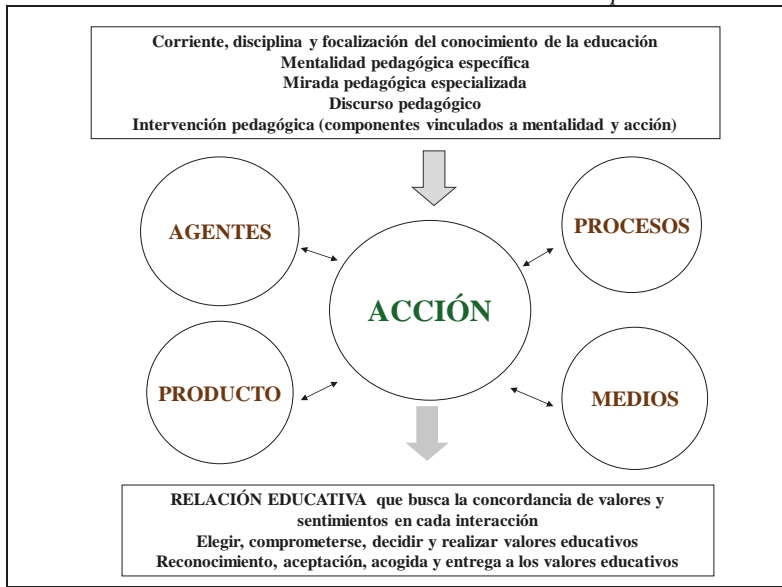 Corriente, disciplina y focalización del conocimiento de la educación
Mentalidad pedagógica específica
Mirada pedagógica especializada
Discurso pedagógico
Intervención pedagógica (componentes vinculados a mentalidad y acción)
AGENTES
PROCESOS
ACCIÓN
PRODUCTO
MEDIOS
RELACIÓN EDUCATIVA que busca la concordancia de valores y
sentimientos en cada interacción
Elegir, comprometerse, decidir y realizar valores educativos
Reconocimiento, aceptación, acogida y entrega a los valores educativos